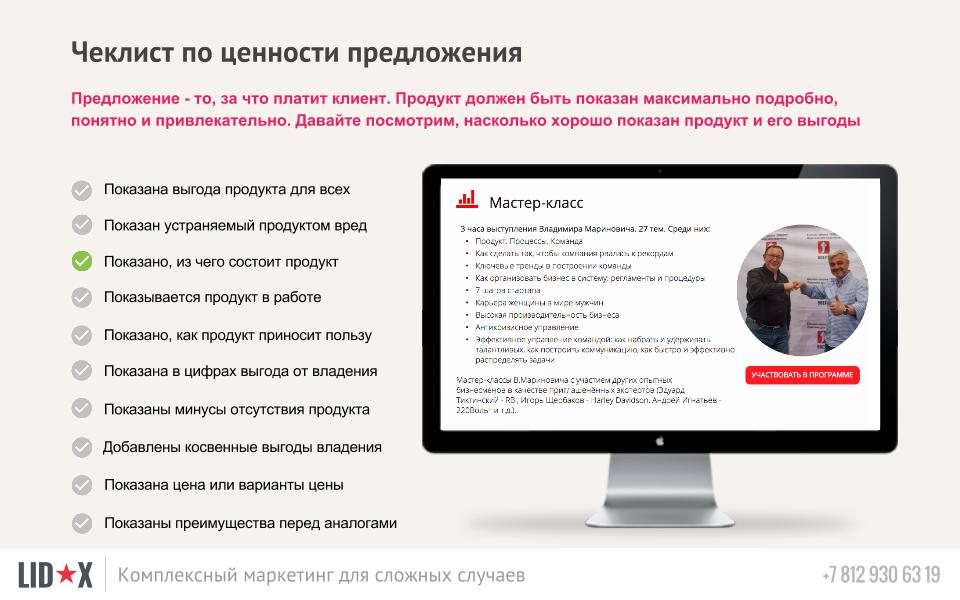 Чеклист по ценности предложения
Предложение - то, за что платит клиент. Продукт должен быть показан максимально подробно,
понятно и привлекательно. Давайте посмотрим, насколько хорошо показан продукт и его выгоды
Показана выгода продукта для всех
Показан устраняемый продуктом вред
Показано, из чего состоит продукт
Показывается продукт в работе
Показано, как продукт приносит пользу
Показана в цифрах выгода от владения
Показаны минусы отсутствия продукта
Добавлены косвенные выгоды владения
Показана цена или варианты цены
Показаны преимущества перед аналогами
Мастер-класс
3 часа выступления Владимира Мариновича. 27 тем. Среди них:
• Продукт. Процессы. Команда
• Как сделать так, чтобы компания рвалась к рекордам
• Ключевые тренды в построении команды
• Как организовать бизнес в систему: регламенты и процедуры
• 7 шагов стартапа
• Карьера женщины в мире мужчин
• Высокая производительность бизнеса
• Антикризисное управление
• Эффективное управление командой: как набрать и удерживать
талантливых, как построить коммуникацию, как быстро и эффективно
распределять задачи
Мастер-классы В.Мариновича с участием других опытных
бизнесменов в качестве приглашённых экспертов (Эдуард
Тиктинский - RBI, Игорь Щербаков - Harley Davidson, Андрей Игнатьев -
220Вольт и т.д.).
УЧАСТВОВАТЬ В ПРОГРАММЕ
LID★X
Комплексный маркетинг для сложных случаев
+7 812 930 63 19